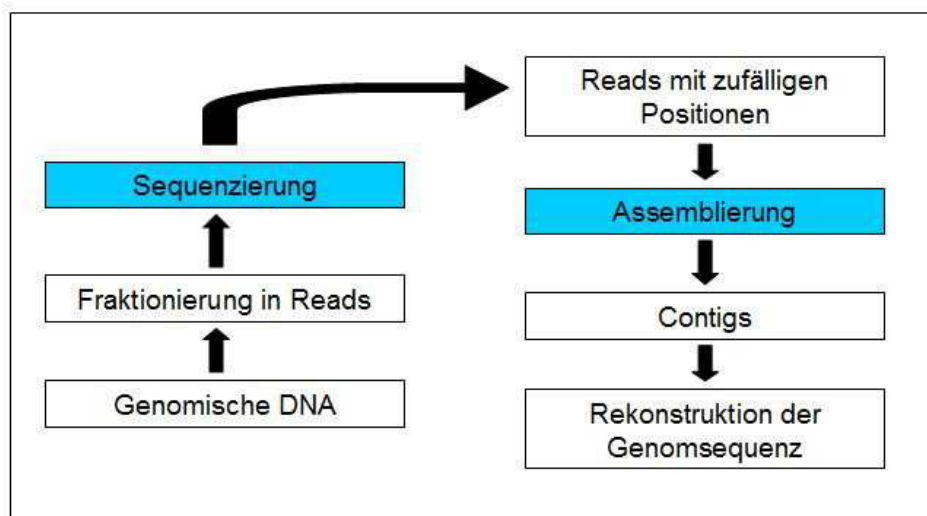 Genomische DNA
Fraktionierung in Reads
Sequenzierung
Reads mit zufälligen
Positionen
Assemblierung
Contigs
Rekonstruktion der
Genomsequenz